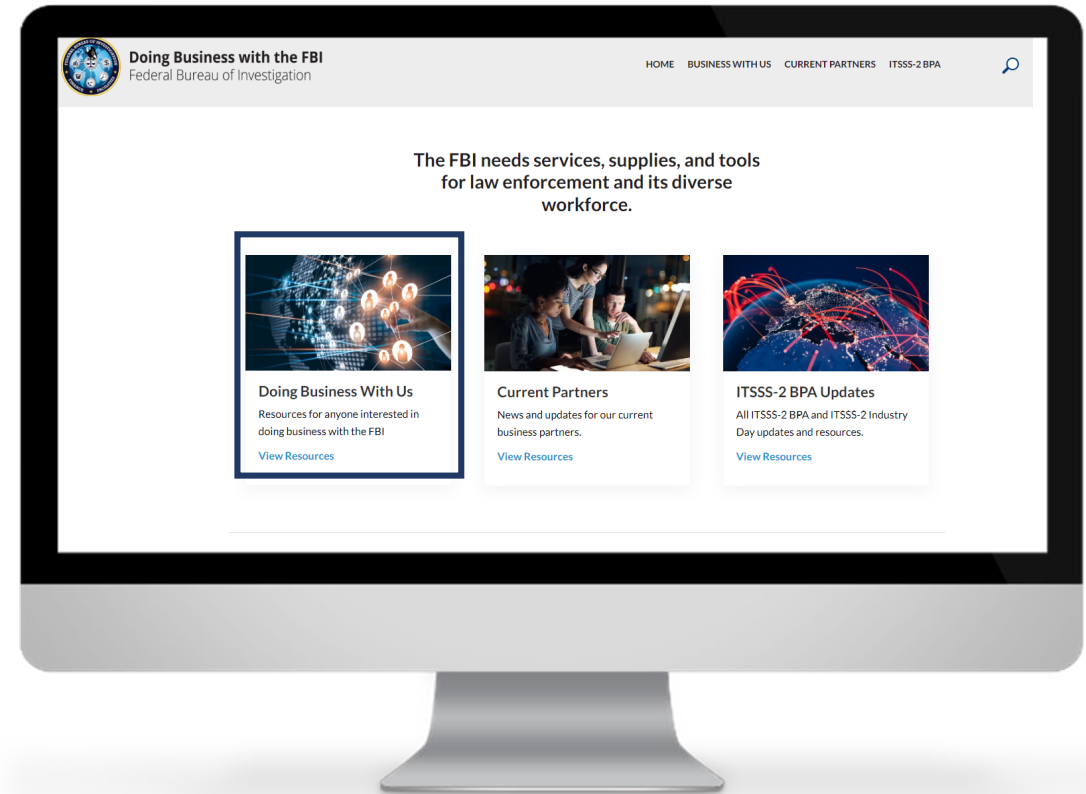 Doing Business with the FBI
Federal Bureau of Investigation
HOME BUSINESS WITH US CURRENT PARTNERS ITSSS-2 BPA
The FBI needs services, supplies, and tools
for law enforcement and its diverse
workforce.
Doing Business With Us
Resources for anyone interested in
doing business with the FBI
View Resources
Current Partners
News and updates for our current
business partners.
View Resources
ITSSS-2 BPA Updates
All ITSSS-2 BPA and ITSSS-2 Industry
Day updates and resources.
View Resources